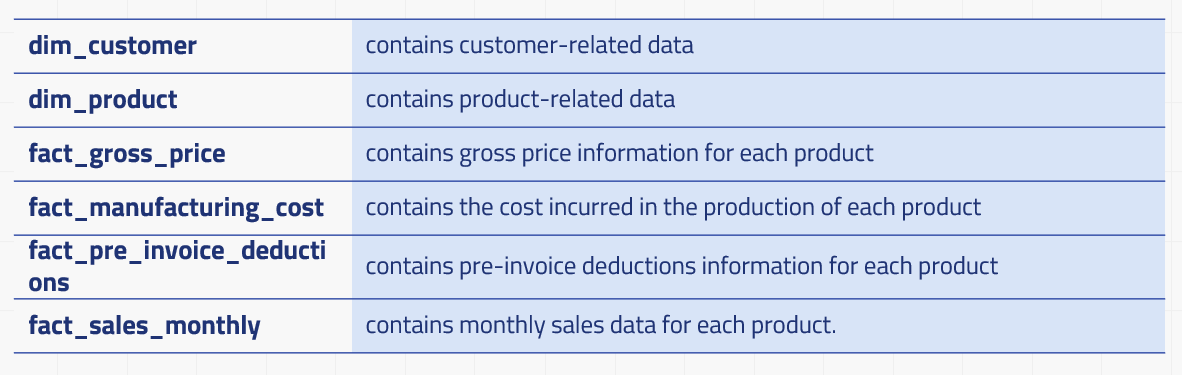 dim_customer contains customer-related data
dim_product contains product-related data
fact_gross_price contains gross price information for each product
fact_manufacturing_cost contains the cost incurred in the production of each product
fact_pre_invoice_deducti
ons contains pre-invoice deductions information for each product
fact_sales_monthly contains monthly sales data for each product.